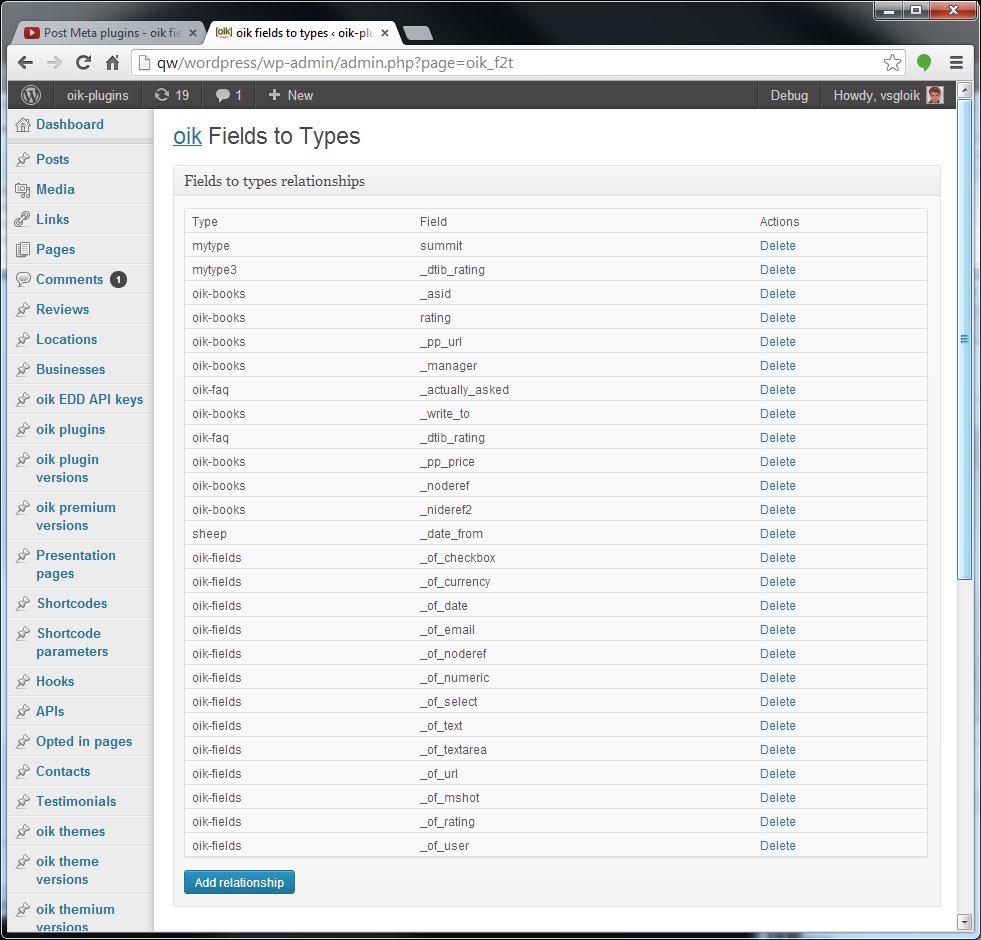 Post Meta plugins - oik fie
oik fields to types ‹ oik-plu
qw/wordpress/wp-admin/admin.php?page=oik_f2t
oik-plugins 19 1 + New Debug Howdy, vsgloik
Dashboard
Posts
Media
Links
Pages
Comments 1
Reviews
Locations
Businesses
oik EDD API keys
oik plugins
oik plugin
versions
oik premium
versions
Presentation
pages
Shortcodes
Shortcode
parameters
Hooks
APIs
Opted in pages
Contacts
Testimonials
oik themes
oik theme
versions
oik themium
versions
oik Fields to Types
Fields to types relationships
Type Field Actions
mytype summit Delete
mytype3 _dtib_rating Delete
oik-books _asid Delete
oik-books rating Delete
oik-books _pp_url Delete
oik-books _manager Delete
oik-faq _actually_asked Delete
oik-books _write_to Delete
oik-faq _dtib_rating Delete
oik-books _pp_price Delete
oik-books _noderef Delete
oik-books _nideref2 Delete
sheep _date_from Delete
oik-fields _of_checkbox Delete
oik-fields _of_currency Delete
oik-fields _of_date Delete
oik-fields _of_email Delete
oik-fields _of_noderef Delete
oik-fields _of_numeric Delete
oik-fields _of_select Delete
oik-fields _of_text Delete
oik-fields _of_textarea Delete
oik-fields _of_url Delete
oik-fields _of_mshot Delete
oik-fields _of_rating Delete
oik-fields _of_user Delete
Add relationship